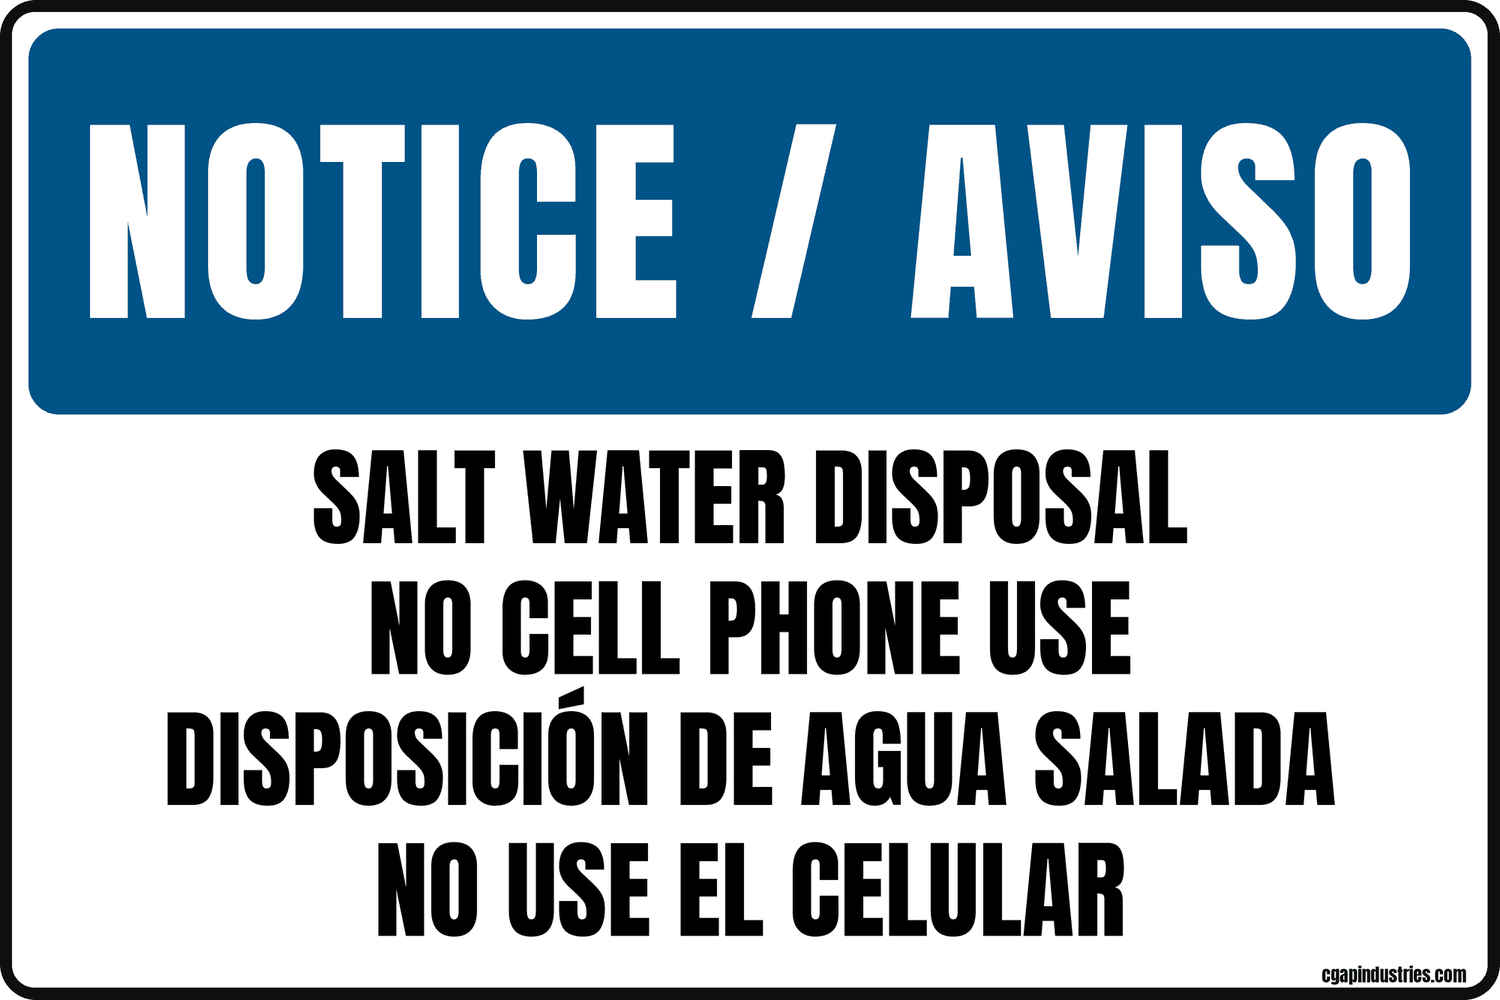 NOTICE / AVISO
SALT WATER DISPOSAL
NO CELL PHONE USE
DISPOSICIÓN DE AGUA SALADA
NO USE EL CELULAR
cgapindustries.com